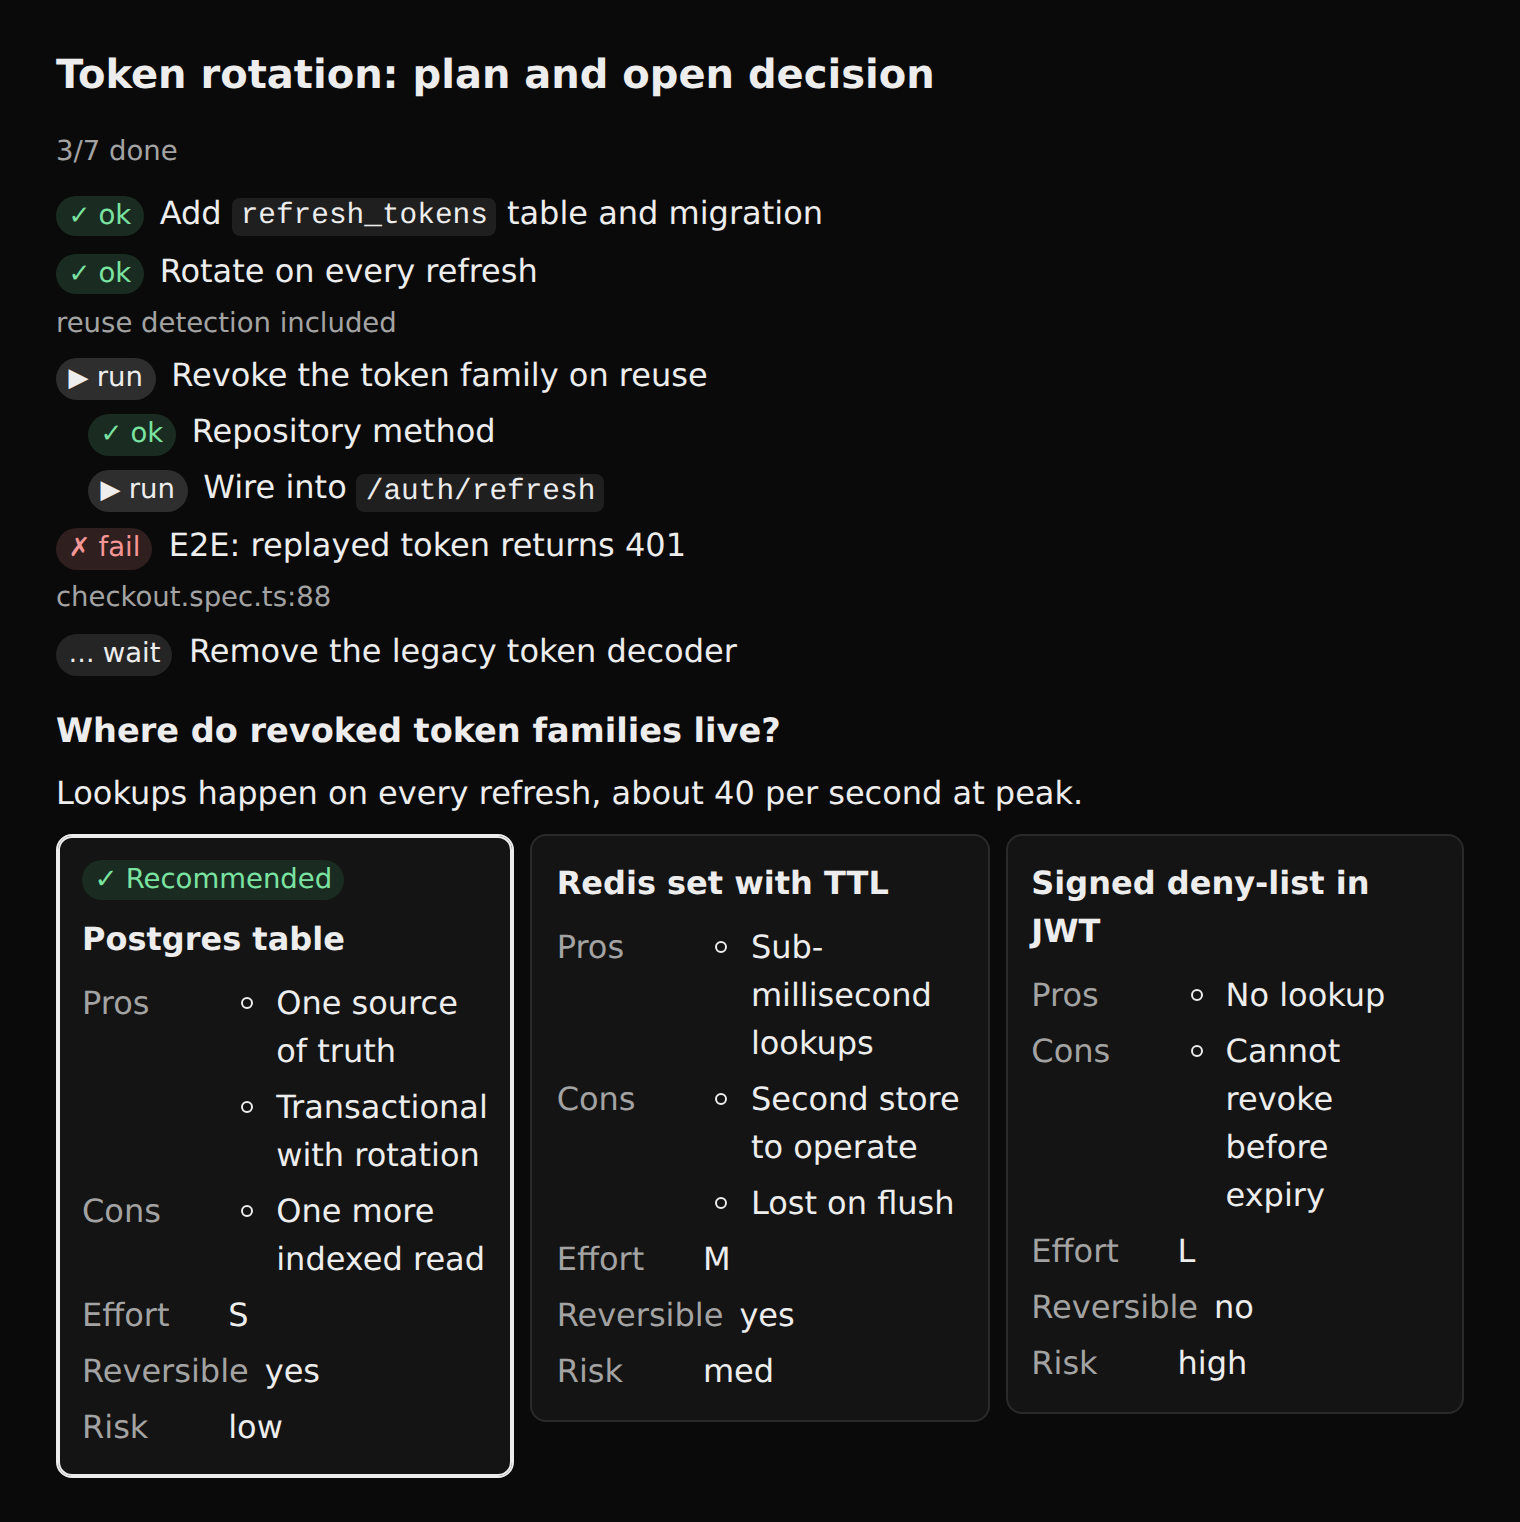 Token rotation: plan and open decision
3/7 done
✓ ok Add refresh_tokens table and migration
✓ ok Rotate on every refresh
reuse detection included
▶ run Revoke the token family on reuse
✓ ok Repository method
▶ run Wire into /auth/refresh
✗ fail E2E: replayed token returns 401
checkout.spec.ts:88
… wait Remove the legacy token decoder
Where do revoked token families live?
Lookups happen on every refresh, about 40 per second at peak.
✓ Recommended
Postgres table
Pros
One source
of truth
Transactional
with rotation
Cons
One more
indexed read
Effort S
Reversible yes
Risk low
Redis set with TTL
Pros
Sub-
millisecond
lookups
Cons
Second store
to operate
Lost on flush
Effort M
Reversible yes
Risk med
Signed deny-list in
JWT
Pros
No lookup
Cons
Cannot
revoke
before
expiry
Effort L
Reversible no
Risk high